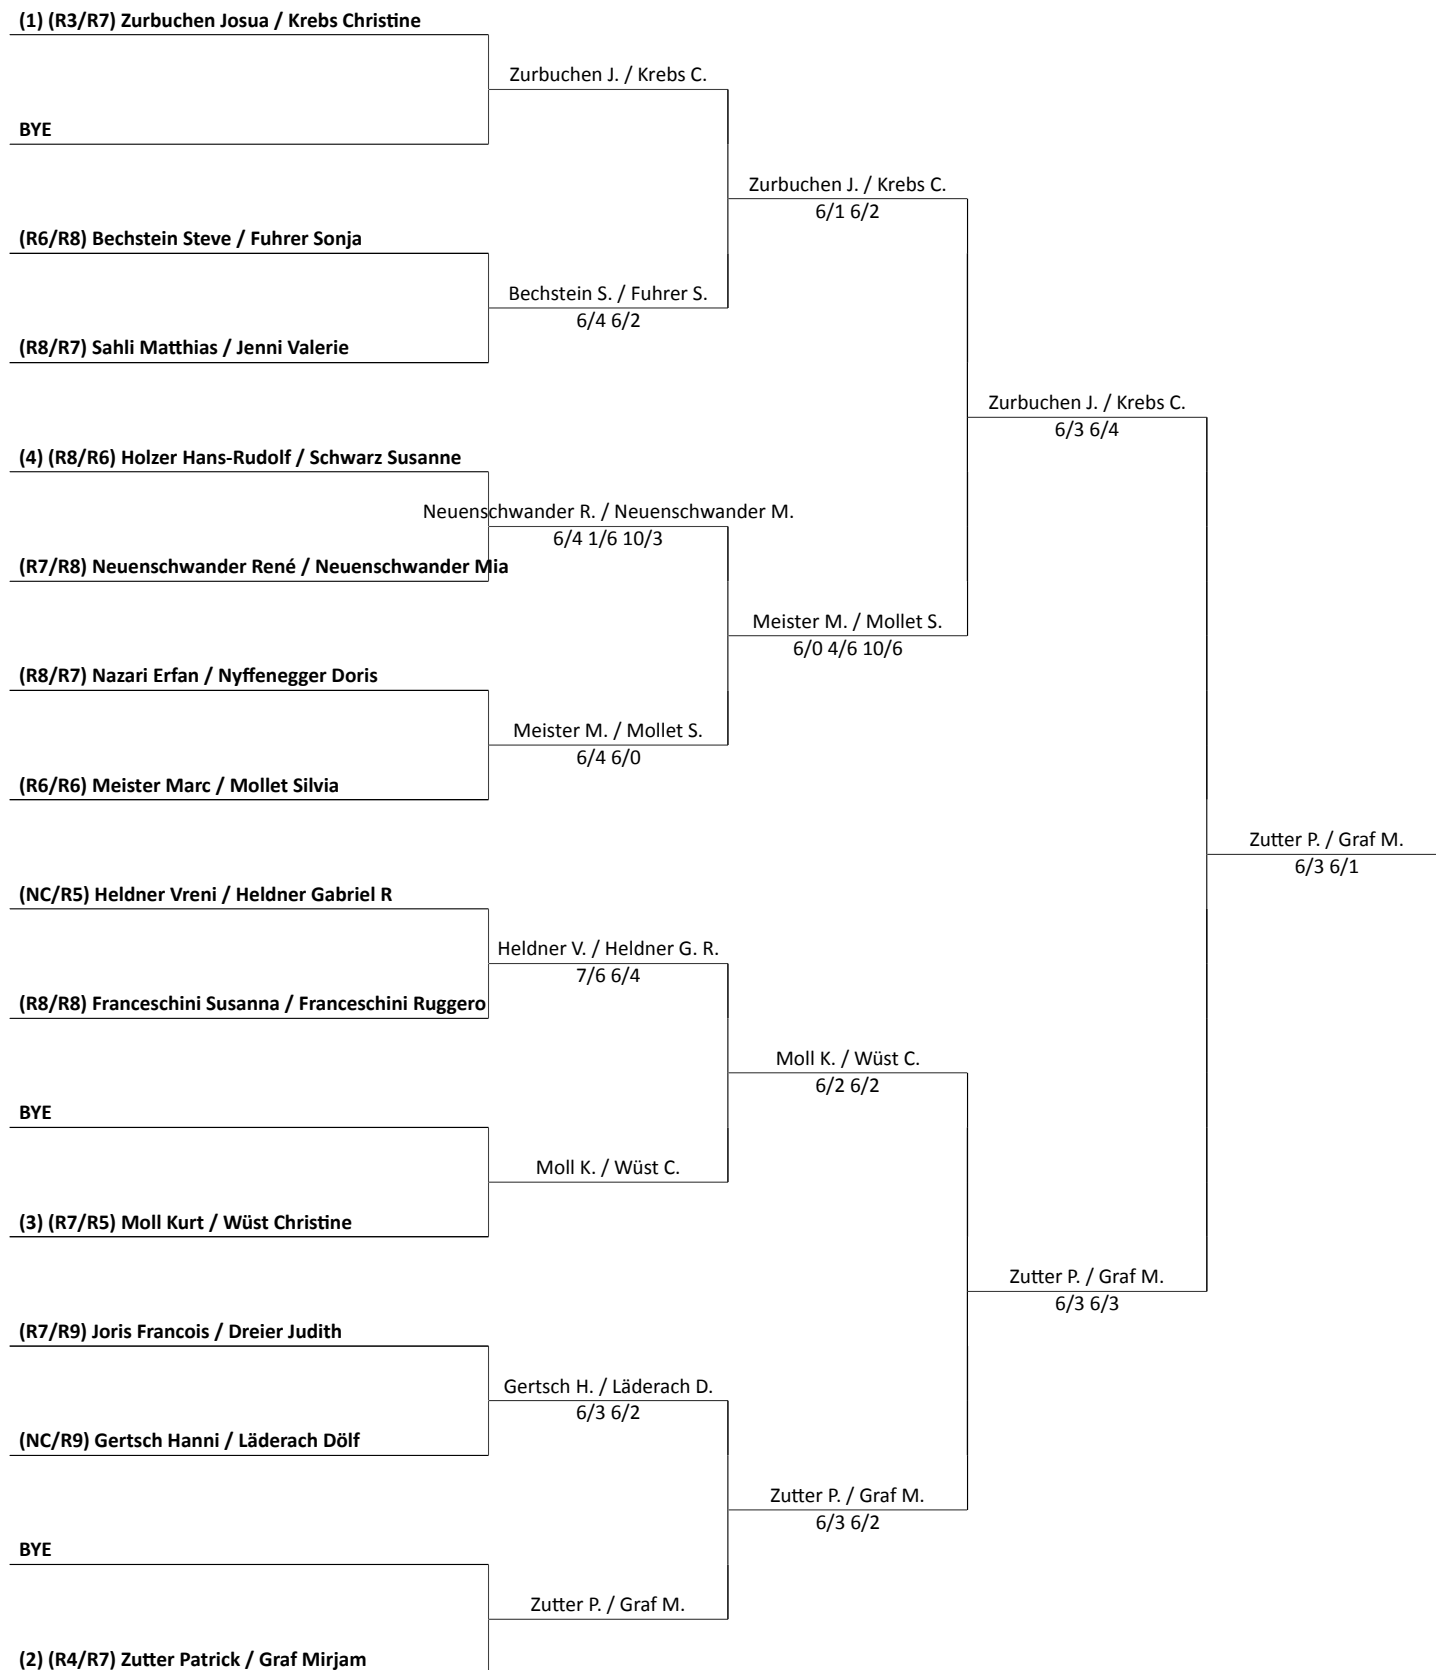 (1) (R3/R7) Zurbuchen Josua / Krebs Christine
Zurbuchen J. / Krebs C.
BYE
Zurbuchen J. / Krebs C.
6/1 6/2
(R6/R8) Bechstein Steve / Fuhrer Sonja
Bechstein S. / Fuhrer S.
6/4 6/2
(R8/R7) Sahli Matthias / Jenni Valerie
Zurbuchen J. / Krebs C.
6/3 6/4
(4) (R8/R6) Holzer Hans-Rudolf / Schwarz Susanne
Neuenschwander R. / Neuenschwander M.
6/4 1/6 10/3
(R7/R8) Neuenschwander René / Neuenschwander Mia
Meister M. / Mollet S.
6/0 4/6 10/6
(R8/R7) Nazari Erfan / Nyffenegger Doris
Meister M. / Mollet S.
6/4 6/0
(R6/R6) Meister Marc / Mollet Silvia
Zutter P. / Graf M.
6/3 6/1
(NC/R5) Heldner Vreni / Heldner Gabriel R
Heldner V. / Heldner G. R.
7/6 6/4
(R8/R8) Franceschini Susanna / Franceschini Ruggero
Moll K. / Wüst C.
6/2 6/2
BYE
Moll K. / Wüst C.
(3) (R7/R5) Moll Kurt / Wüst Christine
Zutter P. / Graf M.
6/3 6/3
(R7/R9) Joris Francois / Dreier Judith
Gertsch H. / Läderach D.
6/3 6/2
(NC/R9) Gertsch Hanni / Läderach Dölf
Zutter P. / Graf M.
6/3 6/2
BYE
Zutter P. / Graf M.
(2) (R4/R7) Zutter Patrick / Graf Mirjam